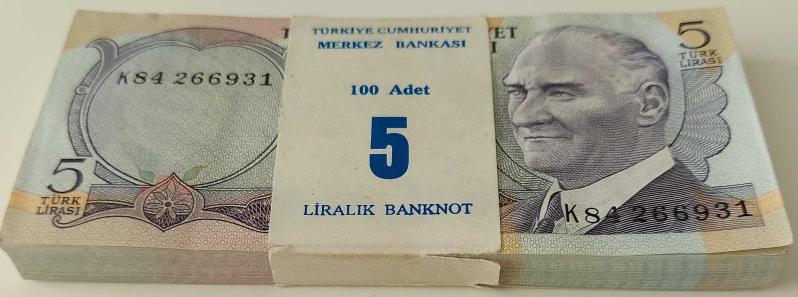 TÜRKİYE CUMHURİYET
MERKEZ BANKASI
100 Adet
5
LİRALIK BANKNOT
K84 266931
5
TÜRK
LİRASI
5
TÜRK
LİRASI
K84 266931